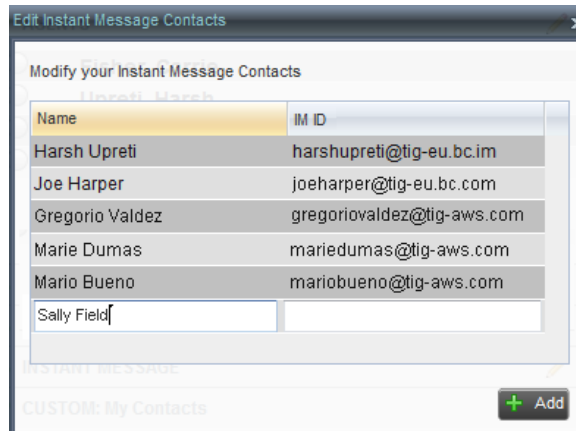 Edit Instant Message Contacts
Modify your Instant Message Contacts
Upreti, Harsh
Name IM ID
Harsh Upreti harshupreti@tig-eu.bc.im
Joe Harper joeharper@tig-eu.bc.com
Gregorio Valdez gregoriovaldez@tig-aws.com
Marie Dumas mariedumas@tig-aws.com
Mario Bueno mariobueno@tig-aws.com
Sally Field
INSTANT MESSAGE
CUSTOM: My Contacts
Add